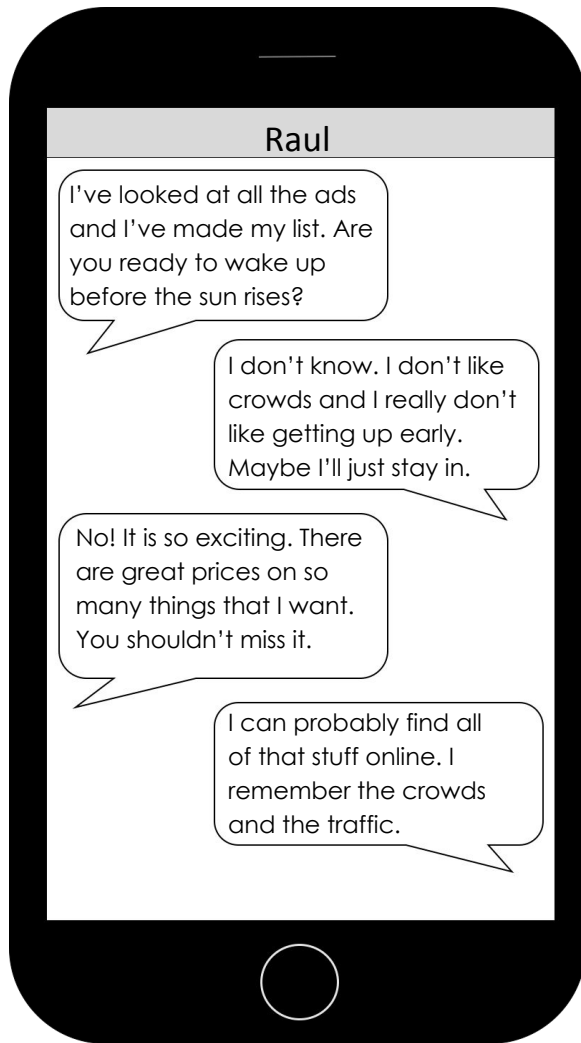 Raul
I’ve looked at all the ads
and I’ve made my list. Are
you ready to wake up
before the sun rises?
I don’t know. I don’t like
crowds and I really don’t
like getting up early.
Maybe I’ll just stay in.
No! It is so exciting. There
are great prices on so
many things that I want.
You shouldn’t miss it.
I can probably find all
of that stuff online. I
remember the crowds
and the traffic.